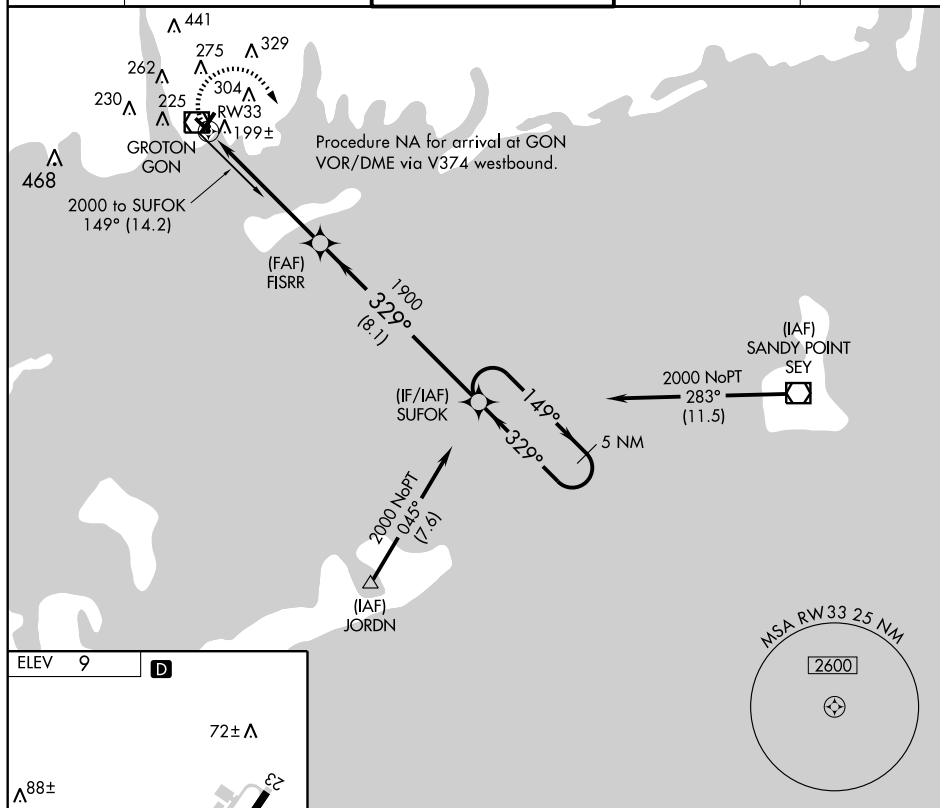 441
275
329
262
304
230
225
RW33
199±
GROTON
GON
468
Procedure NA for arrival at GON
VOR/DME via V374 westbound.
2000 to SUFOK
149° (14.2)
(FAF)
FISRR
1900
329°
(8.1)
(IAF)
SANDY POINT
SEY
2000 NoPT
283°
(11.5)
(IF/IAF)
SUFOK
149°
329°
5 NM
2000 NoPT
045°
(7.6)
(IAF)
JORDN
MSA RW33 25 NM
2600
ELEV 9
D
72±
88±
23